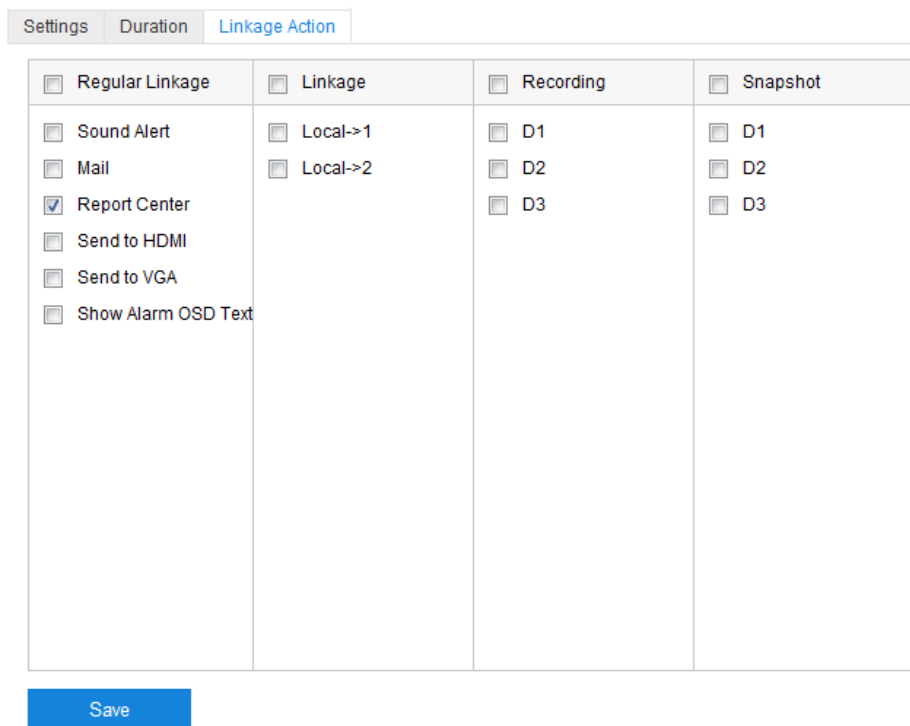 Settings Duration Linkage Action
Regular Linkage Linkage Recording Snapshot
Sound Alert Local->1 D1 D1
Mail Local->2 D2 D2
Report Center D3 D3
Send to HDMI
Send to VGA
Show Alarm OSD Text
Save